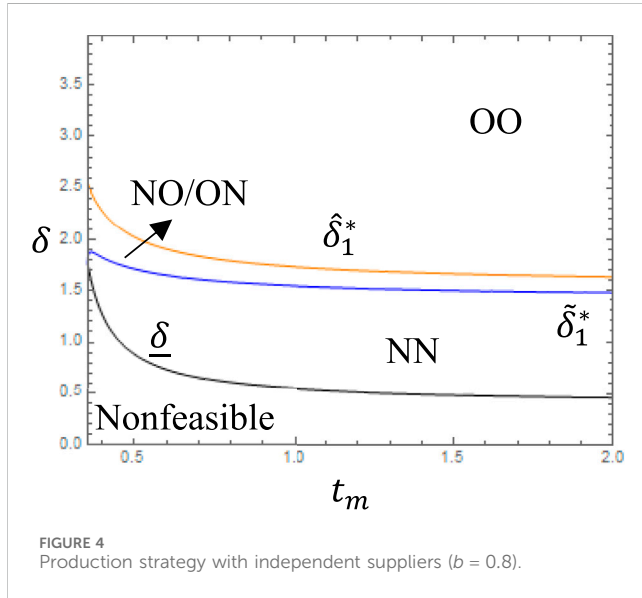 3.5
3.0
OO
2.5
NO/ON
δ
2.0
δ̂₁*
1.5
δ̃₁*
1.0
δ
NN
0.5
Nonfeasible
0.0
0.5
1.0
1.5
2.0
tₘ
FIGURE 4
Production strategy with independent suppliers (b = 0.8).